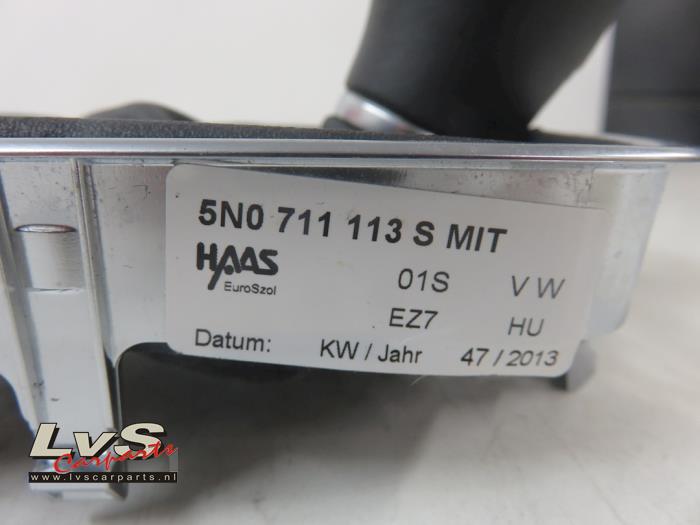 5N0 711 113 S MIT
HAAS
EuroSzol
01S VW
EZ7 HU
Datum: KW / Jahr 47 / 2013
LvS
Carparts
www.lvscarparts.nl